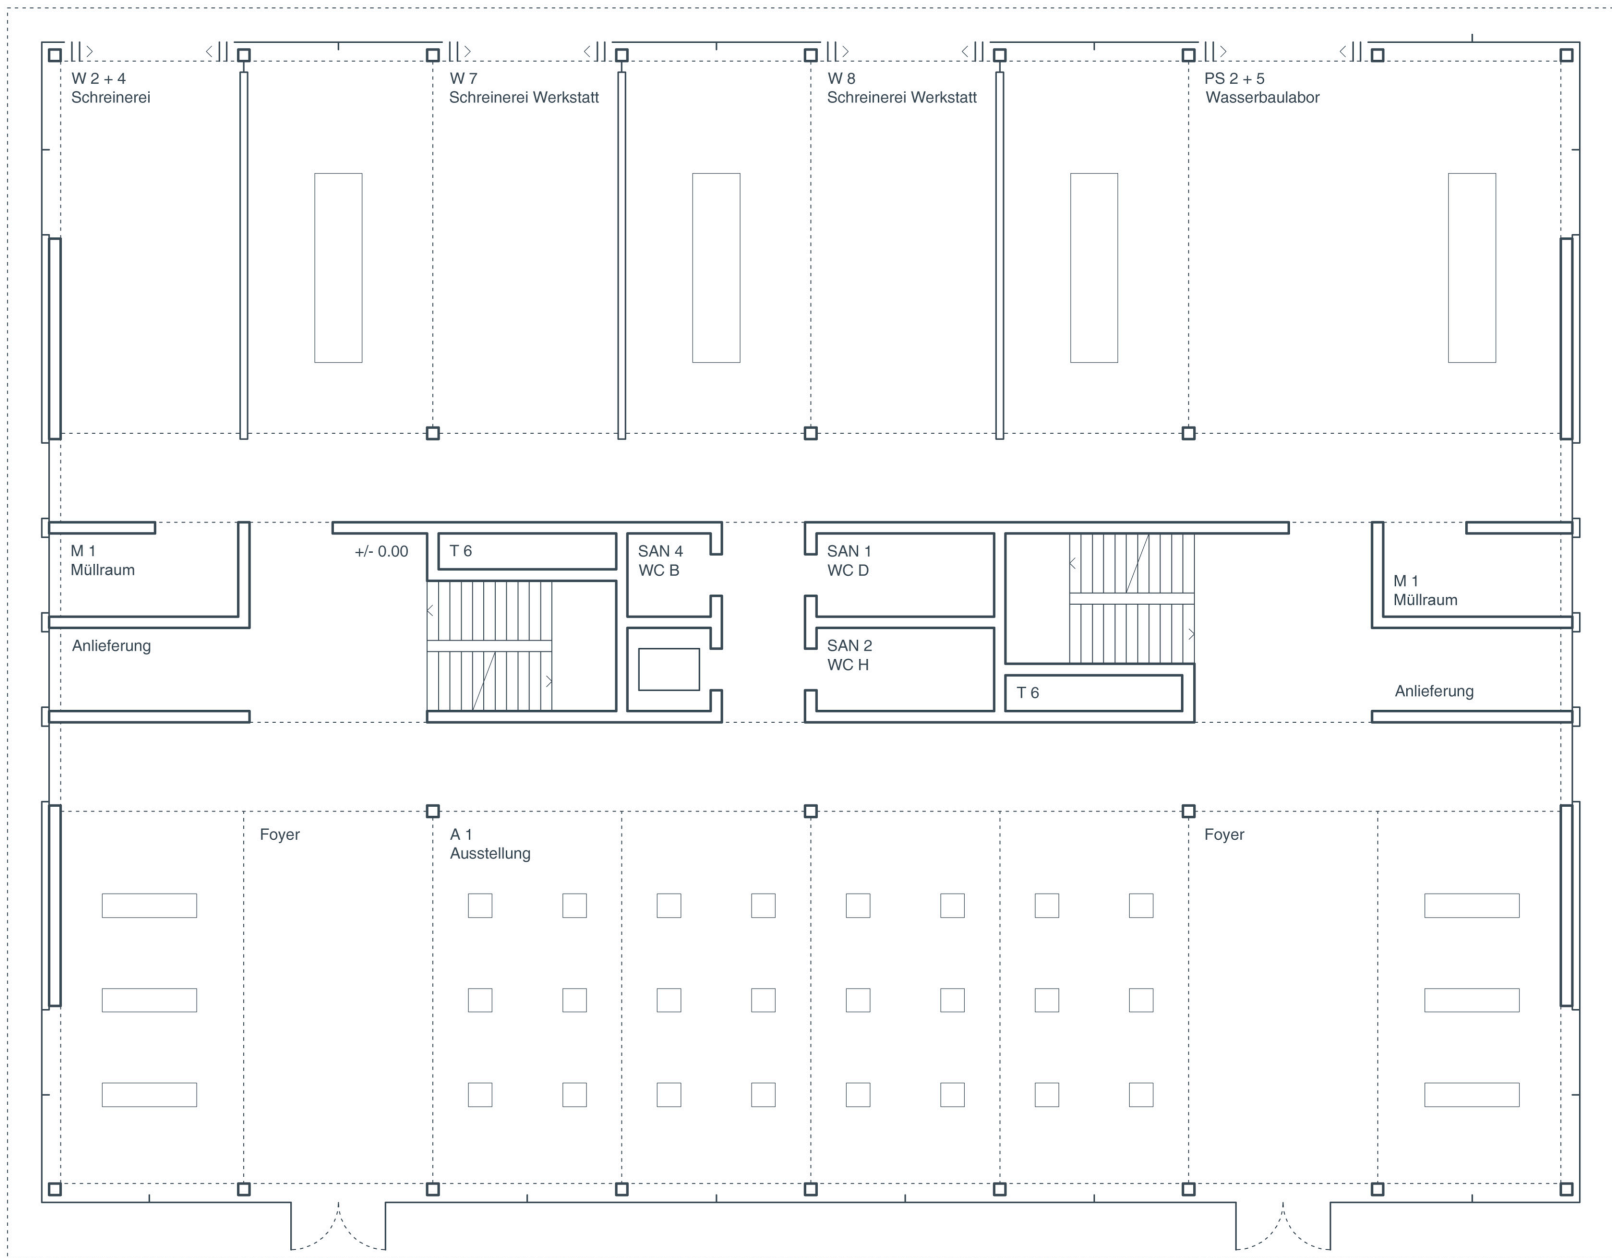 W 2 + 4
Schreinerei
W 7
Schreinerei Werkstatt
W 8
Schreinerei Werkstatt
PS 2 + 5
Wasserbaulabor
M 1
Müllraum
+/- 0.00
T 6
SAN 4
WC B
SAN 1
WC D
M 1
Müllraum
Anlieferung
SAN 2
WC H
T 6
Anlieferung
Foyer
A 1
Ausstellung
Foyer